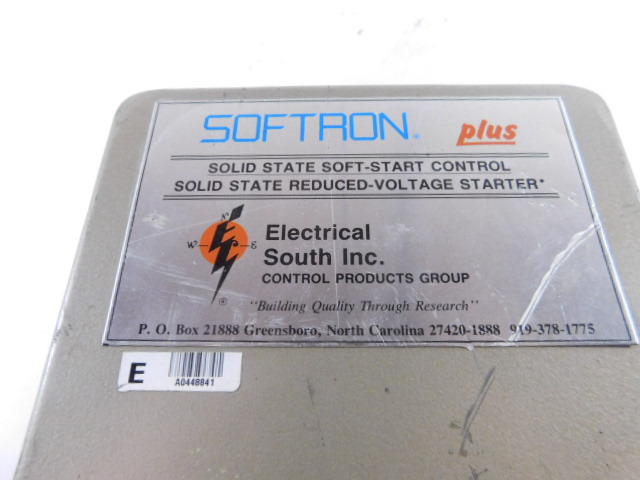 SOFTRON® plus
SOLID STATE SOFT-START CONTROL
SOLID STATE REDUCED-VOLTAGE STARTER*
N
W E
Electrical
South Inc.
CONTROL PRODUCTS GROUP
®
"Building Quality Through Research"
P. O. Box 21888 Greensboro, North Carolina 27420-1888 919-378-1775
E
A0448841